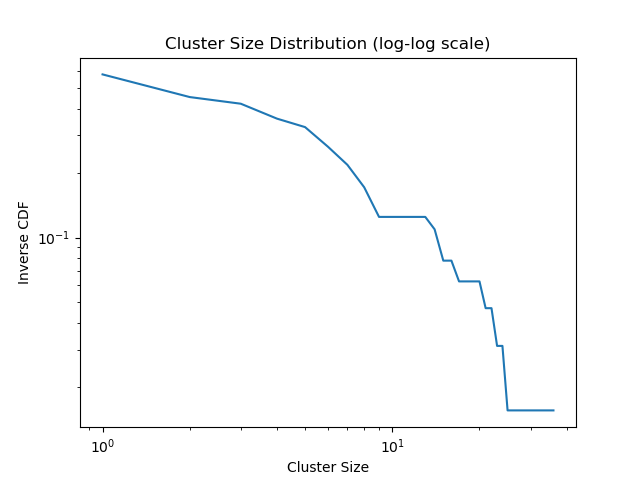 Cluster Size Distribution (log-log scale)
Inverse CDF
10⁻¹
10⁰ 10¹
Cluster Size